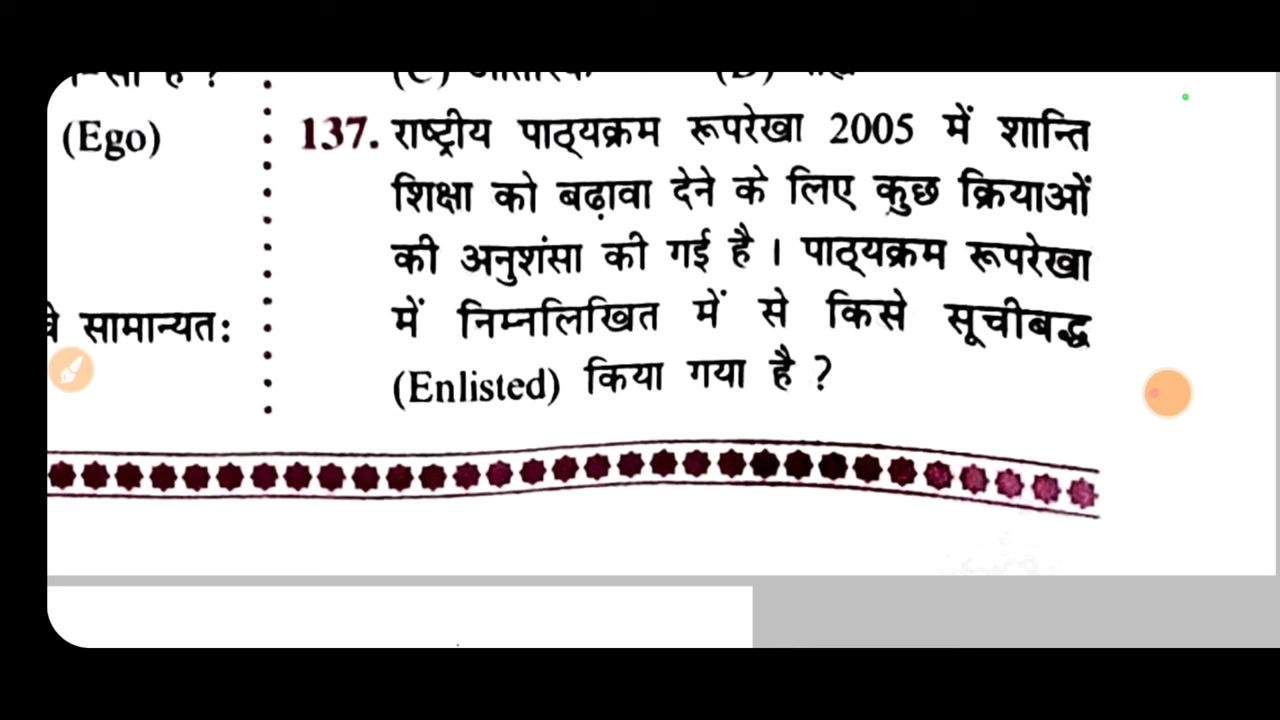 (C)
(D)
(Ego)
सामान्यत:
137. राष्ट्रीय पाठ्यक्रम रूपरेखा 2005 में शान्ति
शिक्षा को बढ़ावा देने के लिए कुछ क्रियाओं
की अनुशंसा की गई है । पाठ्यक्रम रूपरेखा
में निम्नलिखित में से किसे सूचीबद्ध
(Enlisted) किया गया है ?